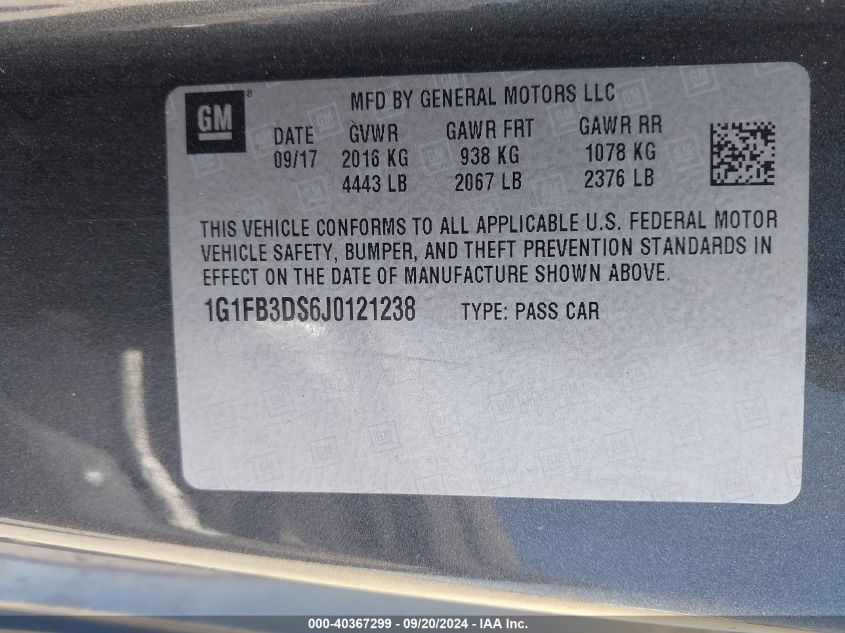 GM
MFD BY GENERAL MOTORS LLC
DATE GVWR GAWR FRT GAWR RR
09/17 2016 KG 938 KG 1078 KG
4443 LB 2067 LB 2376 LB
THIS VEHICLE CONFORMS TO ALL APPLICABLE U.S. FEDERAL MOTOR
VEHICLE SAFETY, BUMPER, AND THEFT PREVENTION STANDARDS IN
EFFECT ON THE DATE OF MANUFACTURE SHOWN ABOVE.
1G1FB3DS6J0121238 TYPE: PASS CAR
000-40367299 - 09/20/2024 - IAA Inc.